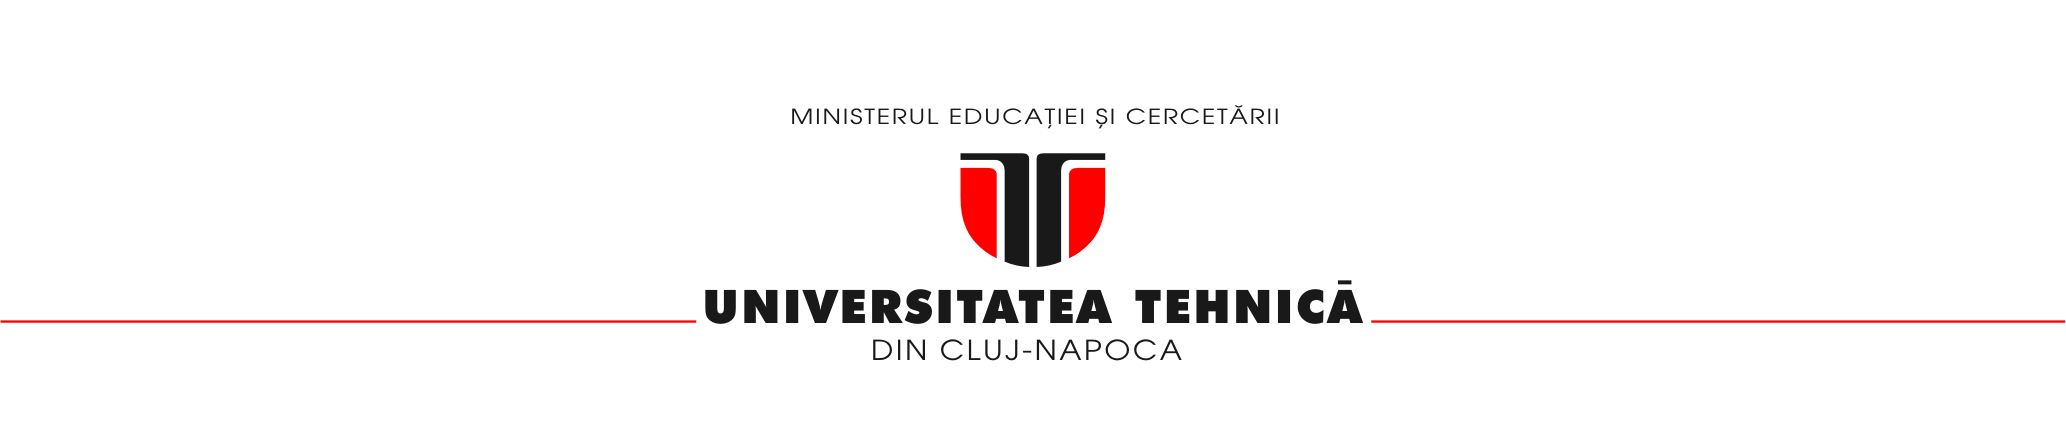 MINISTERUL EDUCAȚIEI ȘI CERCETĂRII
UNIVERSITATEA TEHNICĂ
DIN CLUJ-NAPOCA